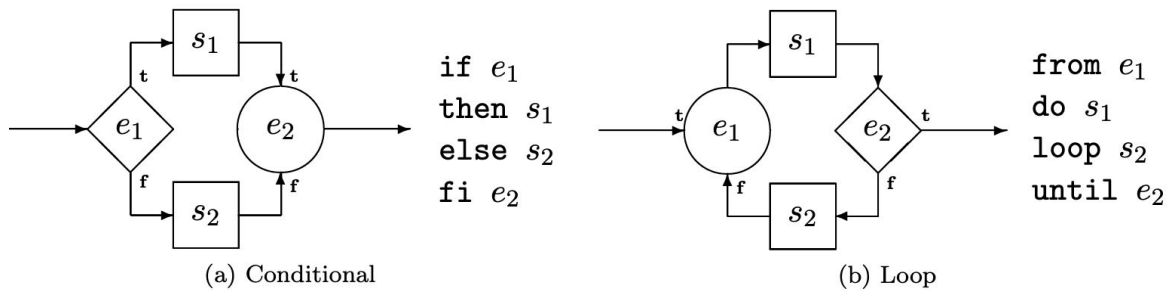 s₁
t
e₁
f
s₂
t
e₂
f
if e₁
then s₁
else s₂
fi e₂
(a) Conditional
s₁
t
e₁
f
s₂
e₂
t
f
from e₁
do s₁
loop s₂
until e₂
(b) Loop